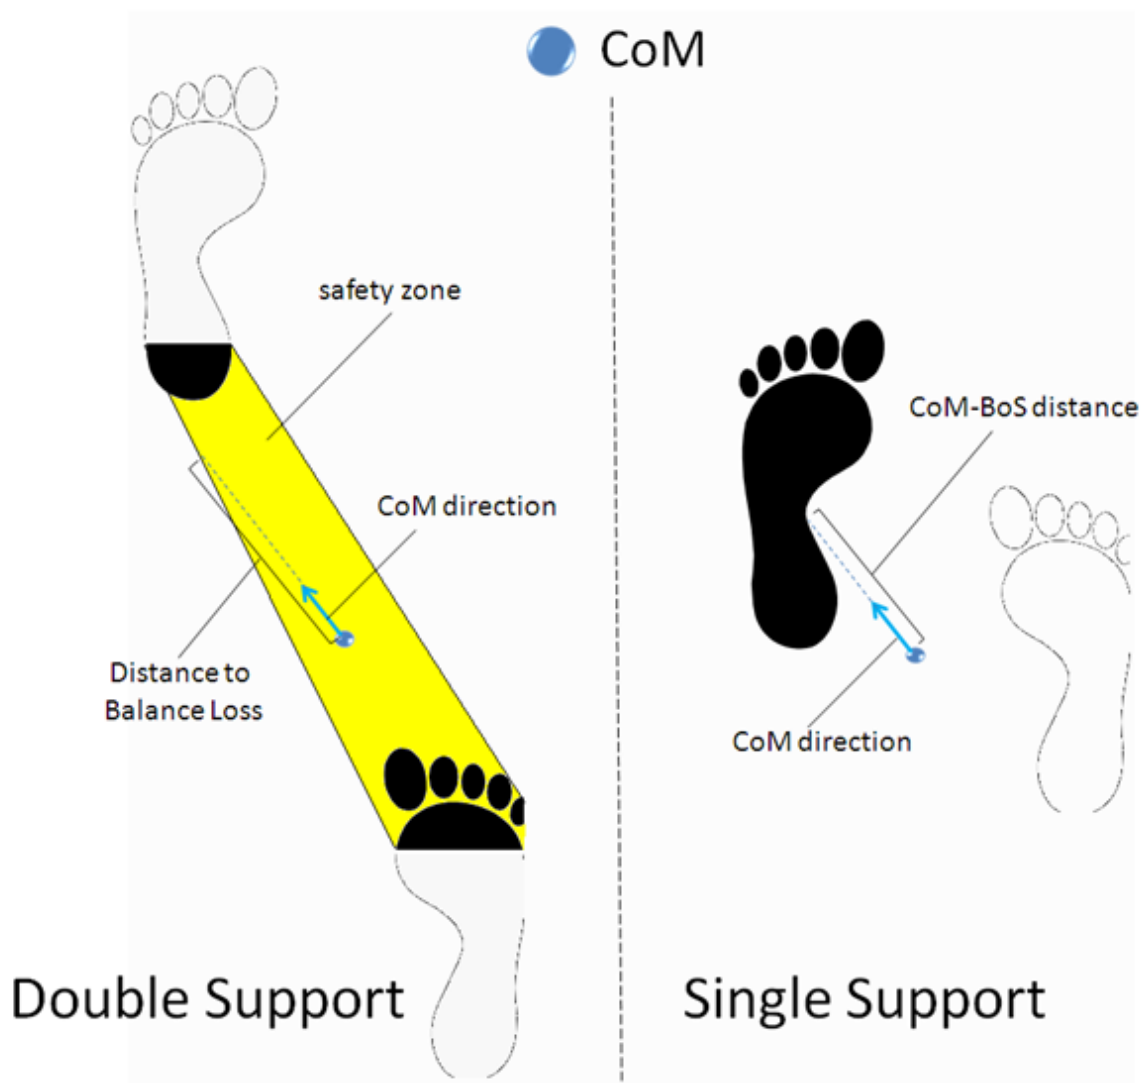 CoM
safety zone
CoM direction
Distance to
Balance Loss
Double Support
CoM-BoS distance
CoM direction
Single Support